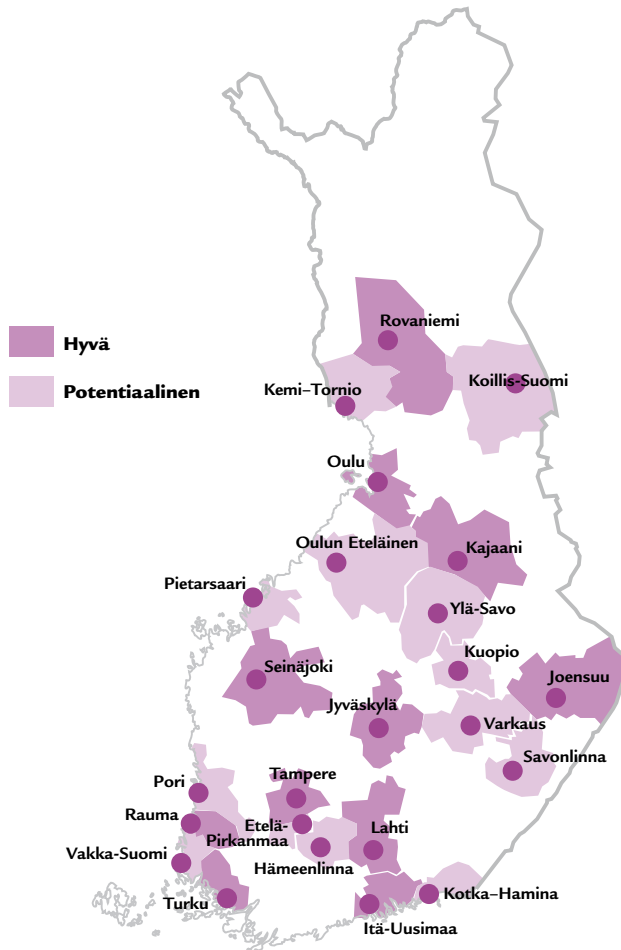 Hyvä
Potentiaalinen
Rovaniemi
Koillis-Suomi
Kemi–Tornio
Oulu
Oulun Eteläinen
Kajaani
Pietarsaari
Ylä-Savo
Kuopio
Seinäjoki
Joensuu
Jyväskylä
Varkaus
Savonlinna
Tampere
Pori
Rauma
Etelä-
Pirkanmaa
Lahti
Vakka-Suomi
Hämeenlinna
Kotka–Hamina
Turku
Itä-Uusimaa